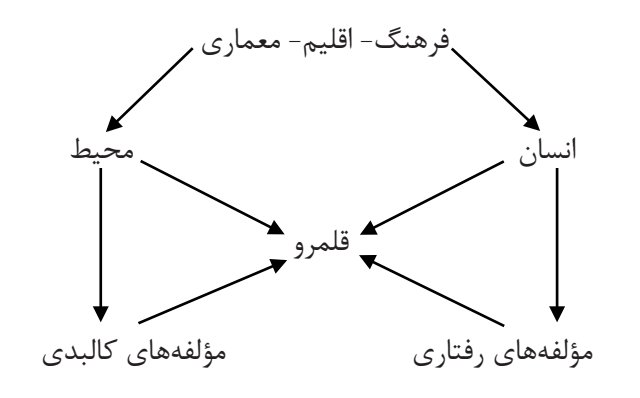 فرهنگ- اقلیم- معماری
انسان
محیط
قلمرو
مؤلفه‌های رفتاری
مؤلفه‌های کالبدی